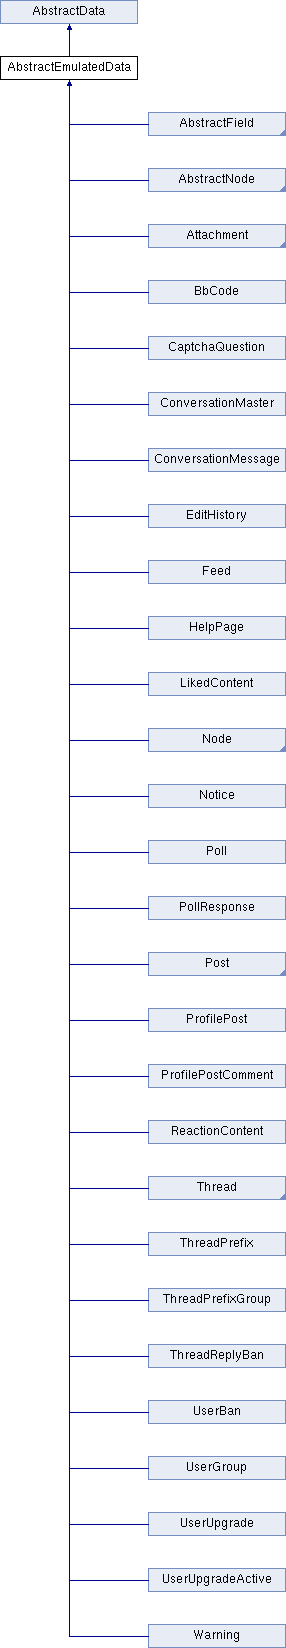 AbstractData
AbstractEmulatedData
AbstractField
AbstractNode
Attachment
BbCode
CaptchaQuestion
ConversationMaster
ConversationMessage
EditHistory
Feed
HelpPage
LikedContent
Node
Notice
Poll
PollResponse
Post
ProfilePost
ProfilePostComment
ReactionContent
Thread
ThreadPrefix
ThreadPrefixGroup
ThreadReplyBan
UserBan
UserGroup
UserUpgrade
UserUpgradeActive
Warning